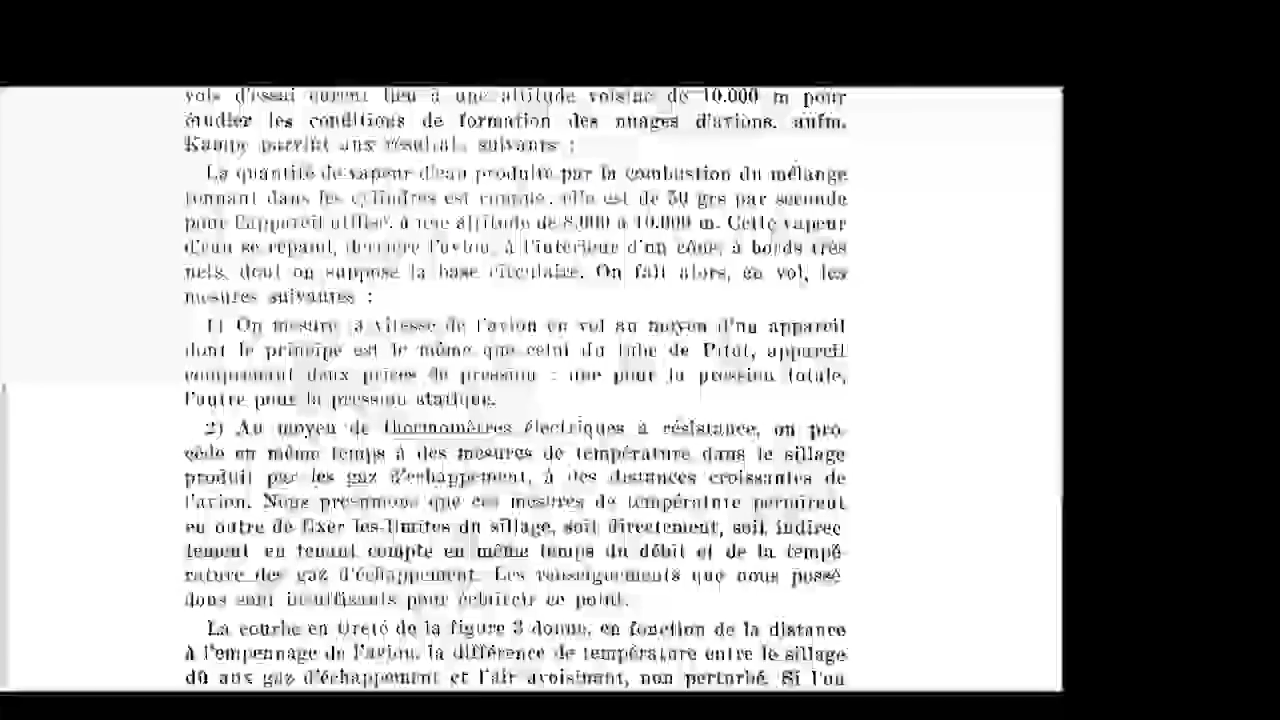 vols d'essai eurent lieu à une altitude voisine de 10.000 m pour
étudier les conditions de formation des nuages d'avions. aufm.
Kampe parvint aux résultats suivants :
La quantité de vapeur d'eau produite par la combustion du mélange
tonnant dans les cylindres est connue, elle est de 50 grs par seconde
pour l'appareil utilisé, à une altitude de 8.000 à 10.000 m. Cette vapeur
d'eau se répand, derrière l'avion, à l'intérieur d'un cône, à bords très
nets, dont on suppose la base circulaire. On fait alors, en vol, les
mesures suivantes :
1) On mesure la vitesse de l'avion en vol au moyen d'un appareil
dont le principe est le même que celui du tube de Pitot, appareil
comprenant deux prises de pression : une pour la pression totale,
l'autre pour la pression statique.
2) Au moyen de thermomètres électriques à résistance, on pro-
cède en même temps à des mesures de température dans le sillage
produit par les gaz d'échappement, à des distances croissantes de
l'avion. Nous présumons que ces mesures de température permirent
en outre de fixer les limites du sillage, soit directement, soit indirec
tement en tenant compte en même temps du débit et de la tempé-
rature des gaz d'échappement. Les renseignements que nous possé-
dons sont insuffisants pour éclaircir ce point.
La courbe en tireté de la figure 3 donne, en fonction de la distance
à l'empennage de l'avion, la différence de température entre le sillage
dû aux gaz d'échappement et l'air avoisinant, non perturbé. Si l'on